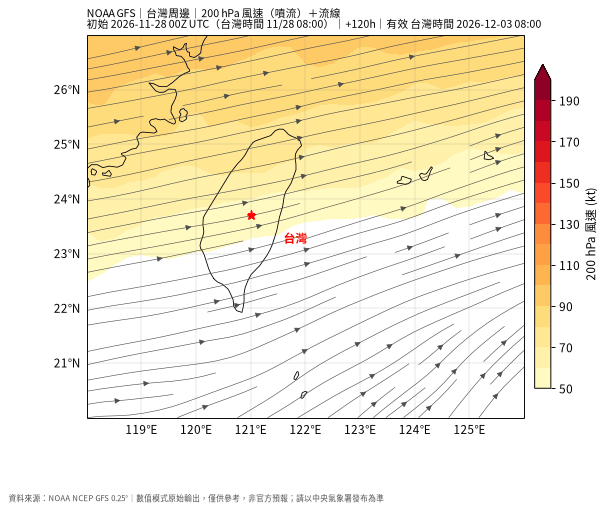 NOAA GFS｜台灣周邊｜200 hPa 風速（噴流）＋流線
初始 2026-11-28 00Z UTC（台灣時間 11/28 08:00）｜+120h｜有效 台灣時間 2026-12-03 08:00
26°N
25°N
24°N
23°N
22°N
21°N
119°E 120°E 121°E 122°E 123°E 124°E 125°E
台灣
190
170
150
130
110
90
70
50
200 hPa 風速 (kt)
資料來源：NOAA NCEP GFS 0.25°｜數值模式原始輸出，僅供參考，非官方預報；請以中央氣象署發布為準